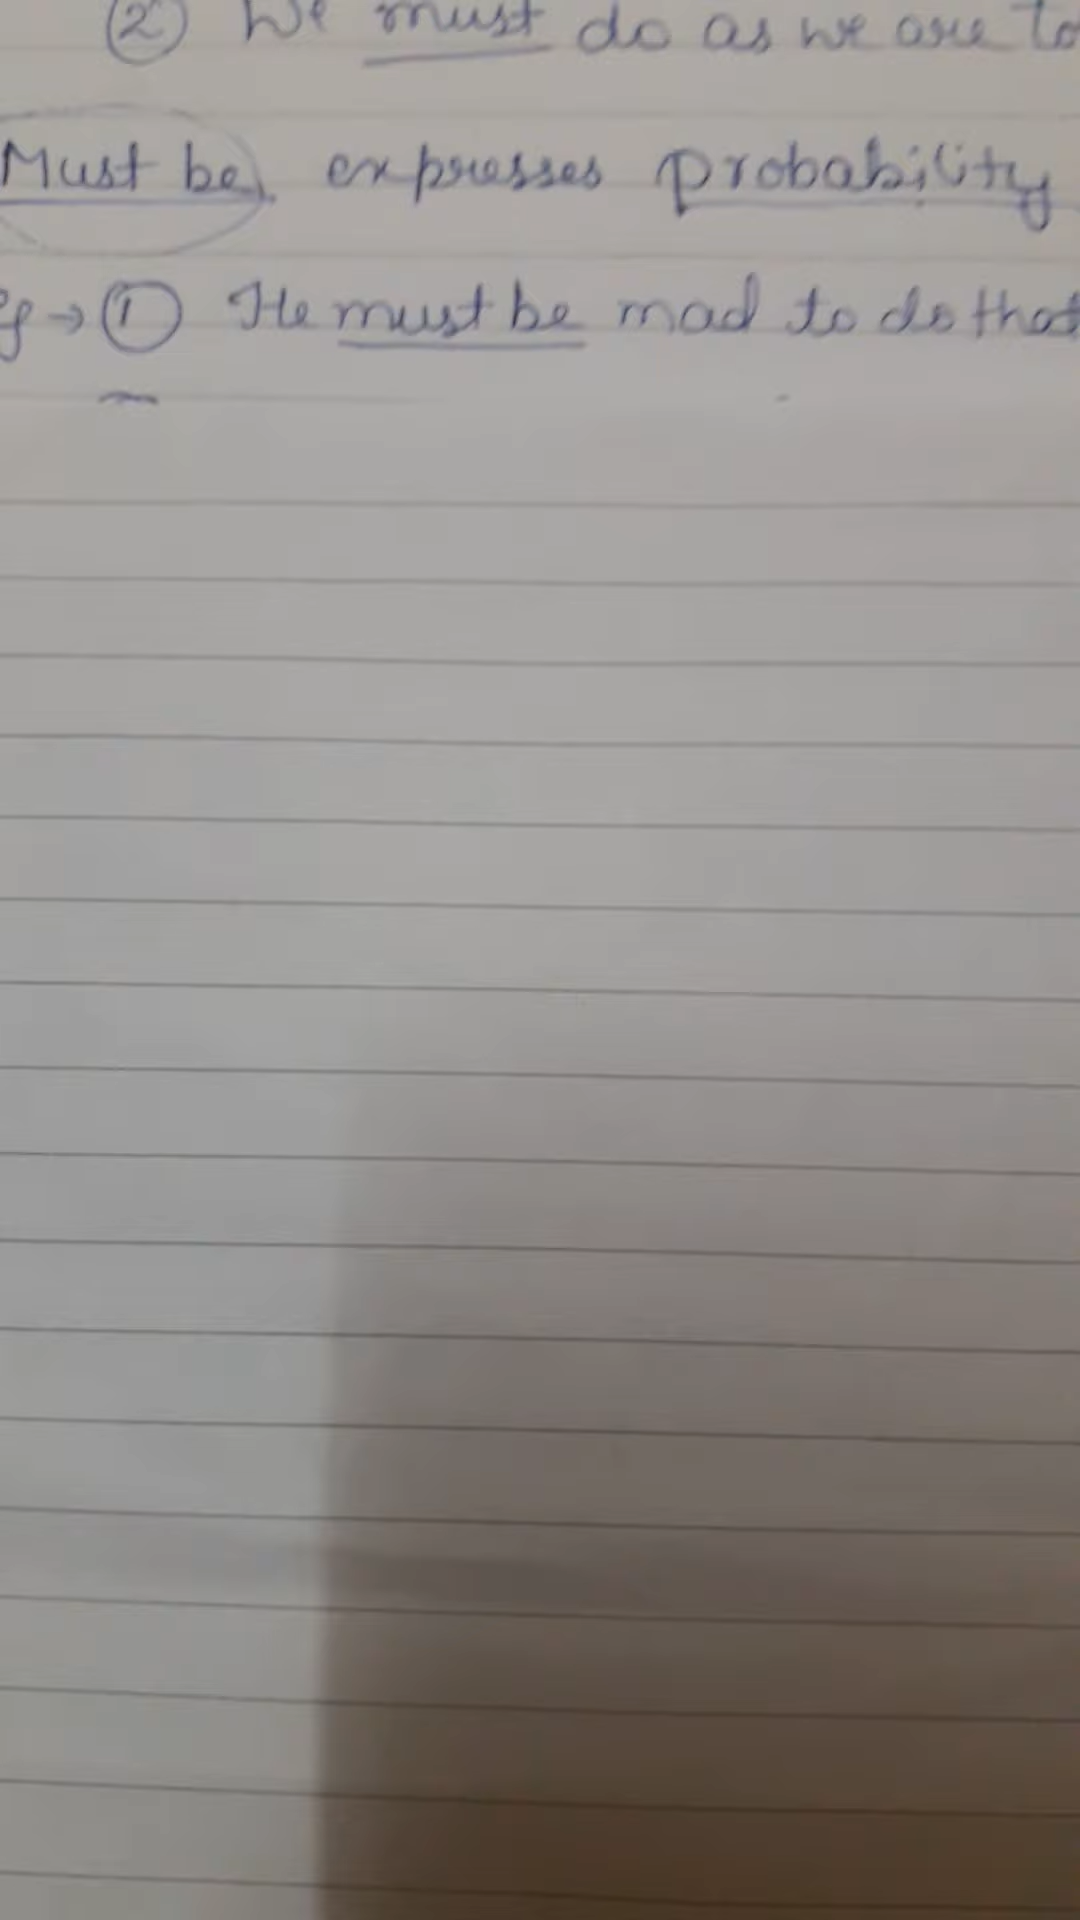 ② We must do as we are to
Must be expresses probability
eg → ① He must be mad to do that